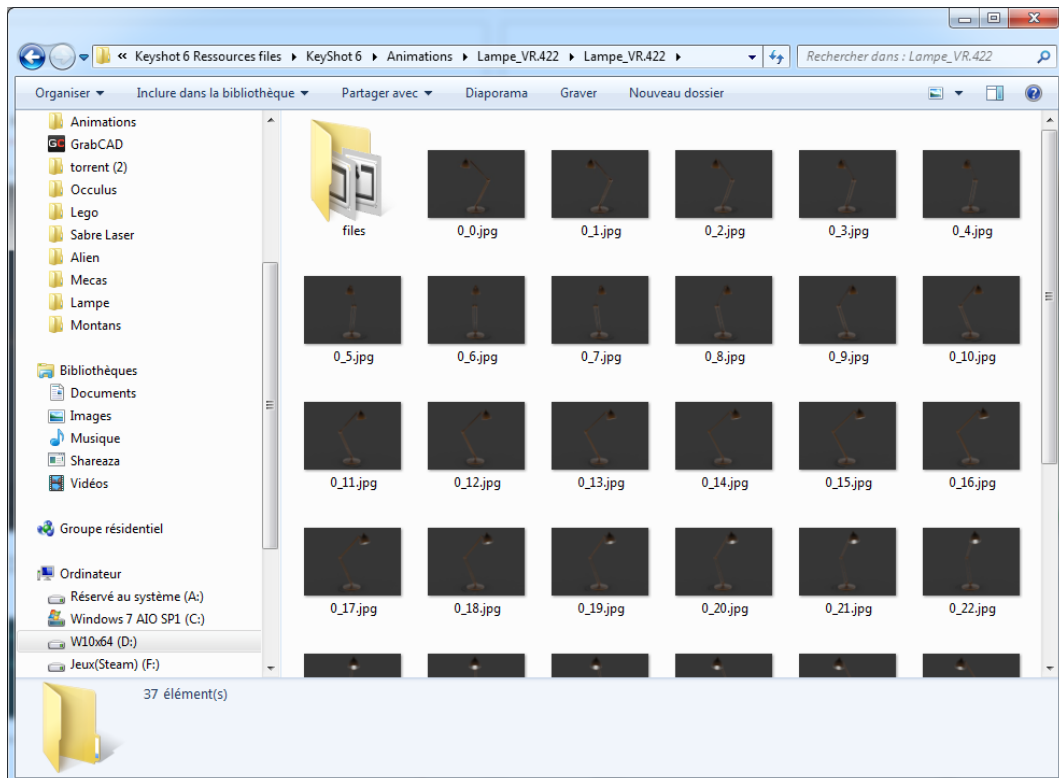 « Keyshot 6 Ressources files ▸ KeyShot 6 ▸ Animations ▸ Lampe_VR.422 ▸ Lampe_VR.422 ▸ Rechercher dans : Lampe_VR.422
Organiser Inclure dans la bibliothèque Partager avec Diaporama Graver Nouveau dossier
Animations
GC GrabCAD
torrent (2)
Occulus
Lego
Sabre Laser
Alien
Mecas
Lampe
Montans
Bibliothèques
Documents
Images
Musique
Shareaza
Vidéos
Groupe résidentiel
Ordinateur
Réservé au système (A:)
Windows 7 AIO SP1 (C:)
W10x64 (D:)
Jeux(Steam) (F:)
files 0_0.jpg 0_1.jpg 0_2.jpg 0_3.jpg 0_4.jpg
0_5.jpg 0_6.jpg 0_7.jpg 0_8.jpg 0_9.jpg 0_10.jpg
0_11.jpg 0_12.jpg 0_13.jpg 0_14.jpg 0_15.jpg 0_16.jpg
0_17.jpg 0_18.jpg 0_19.jpg 0_20.jpg 0_21.jpg 0_22.jpg
37 élément(s)